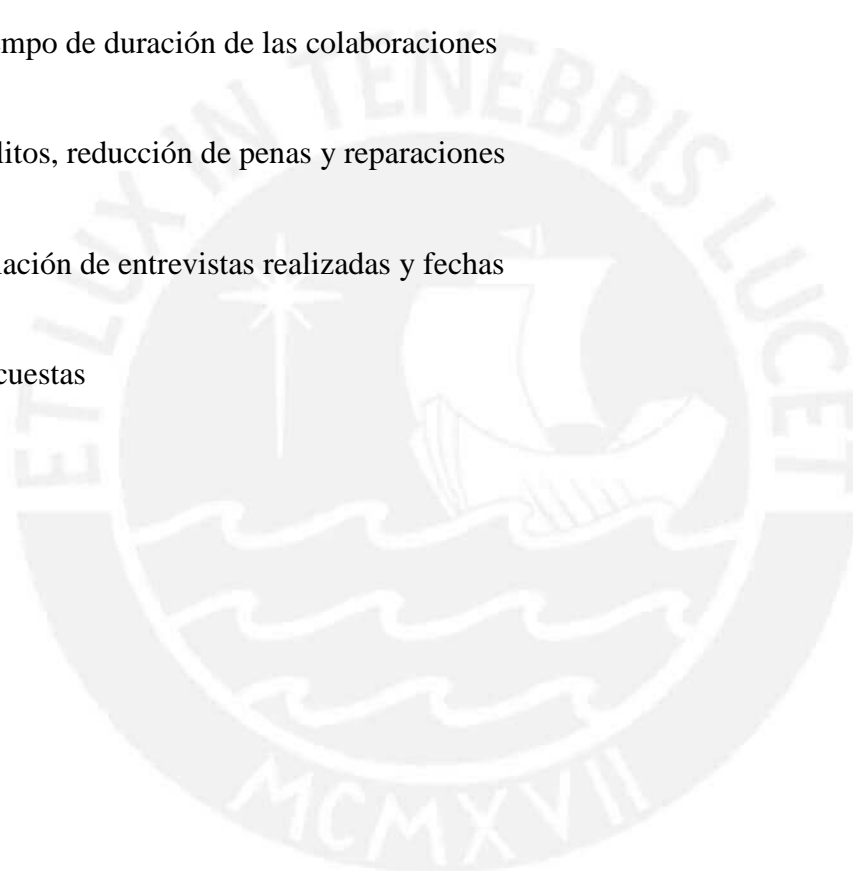 mpo de duración de las colaboraciones
litos, reducción de penas y reparaciones
lación de entrevistas realizadas y fechas
cuestas
ET LUX IN TENEBRIS LUCET
MCMXVII